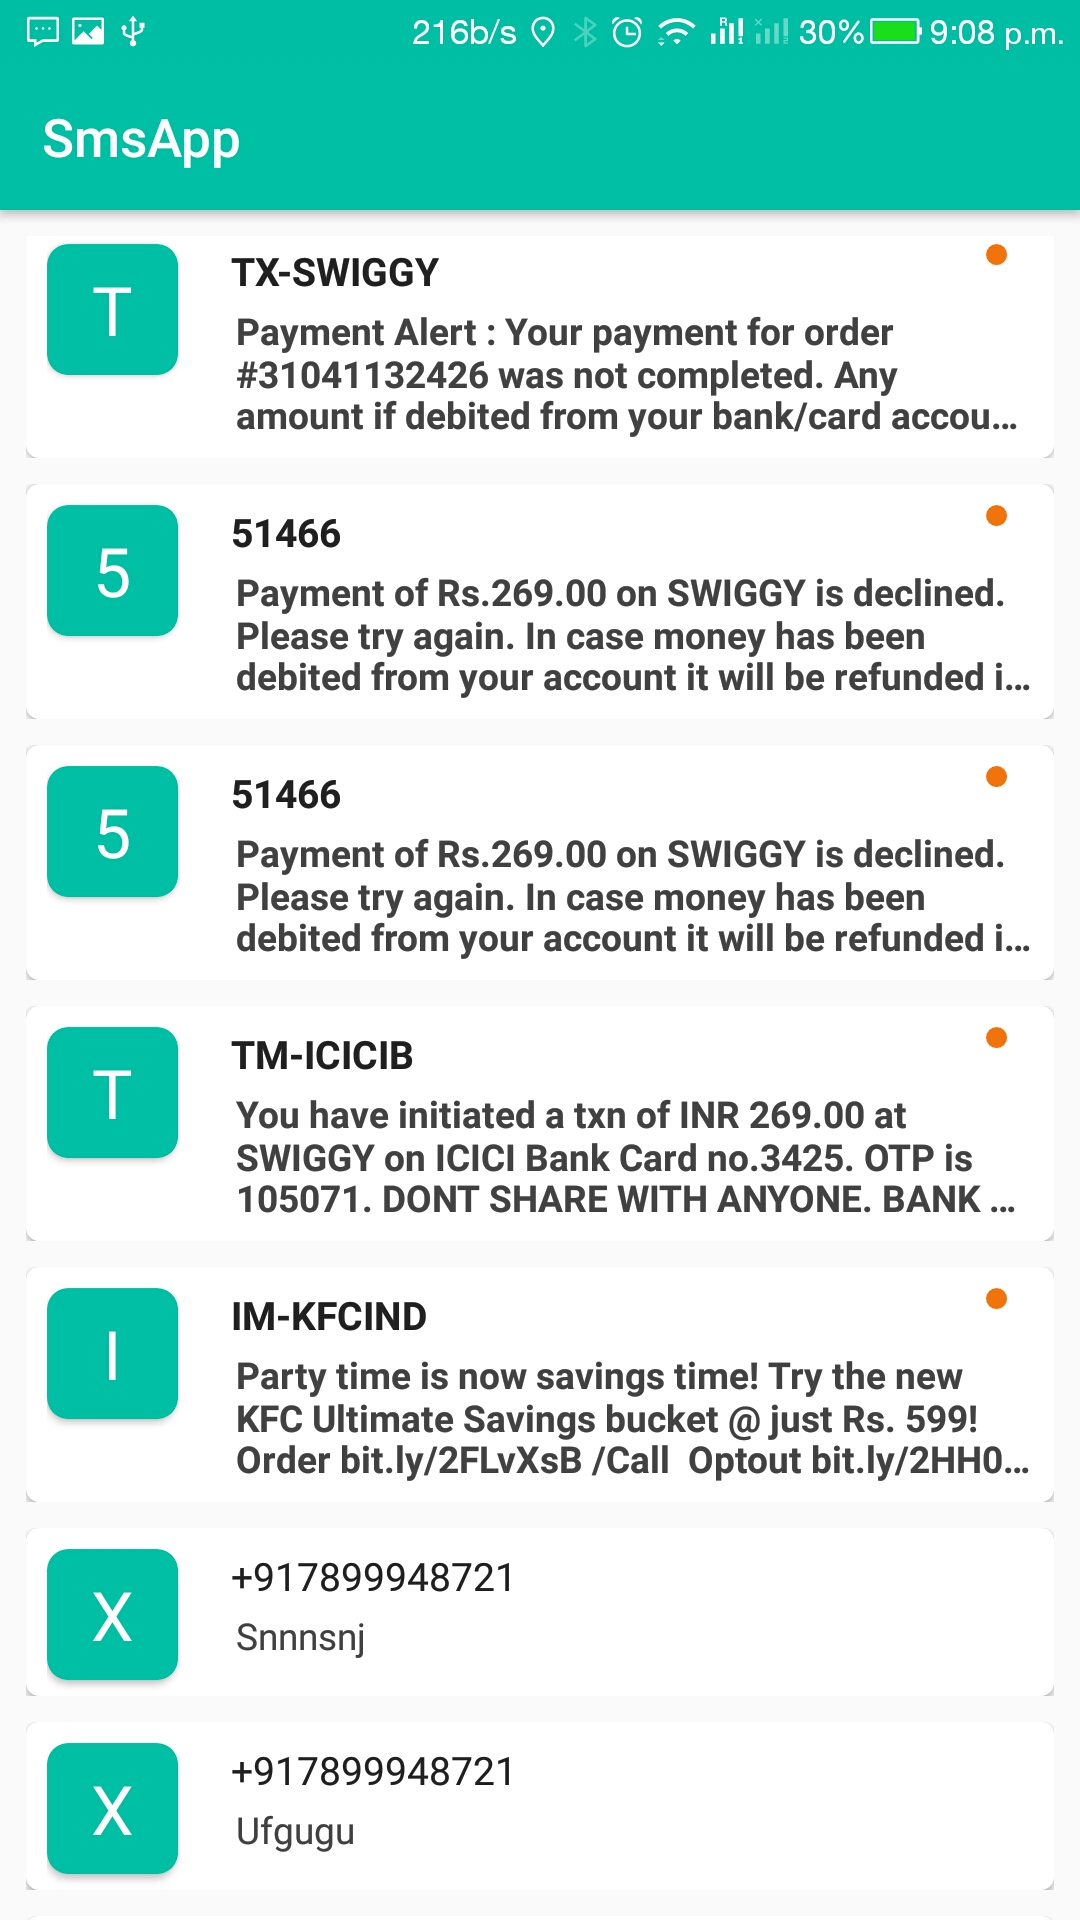 216b/s 30% 9:08 p.m.
SmsApp
T
TX-SWIGGY
Payment Alert : Your payment for order
#31041132426 was not completed. Any
amount if debited from your bank/card accou...
5
51466
Payment of Rs.269.00 on SWIGGY is declined.
Please try again. In case money has been
debited from your account it will be refunded i...
5
51466
Payment of Rs.269.00 on SWIGGY is declined.
Please try again. In case money has been
debited from your account it will be refunded i...
T
TM-ICICIB
You have initiated a txn of INR 269.00 at
SWIGGY on ICICI Bank Card no.3425. OTP is
105071. DONT SHARE WITH ANYONE. BANK ...
I
IM-KFCIND
Party time is now savings time! Try the new
KFC Ultimate Savings bucket @ just Rs. 599!
Order bit.ly/2FLvXsB /Call  Optout bit.ly/2HH0...
X
+917899948721
Snnnsnj
X
+917899948721
Ufgugu